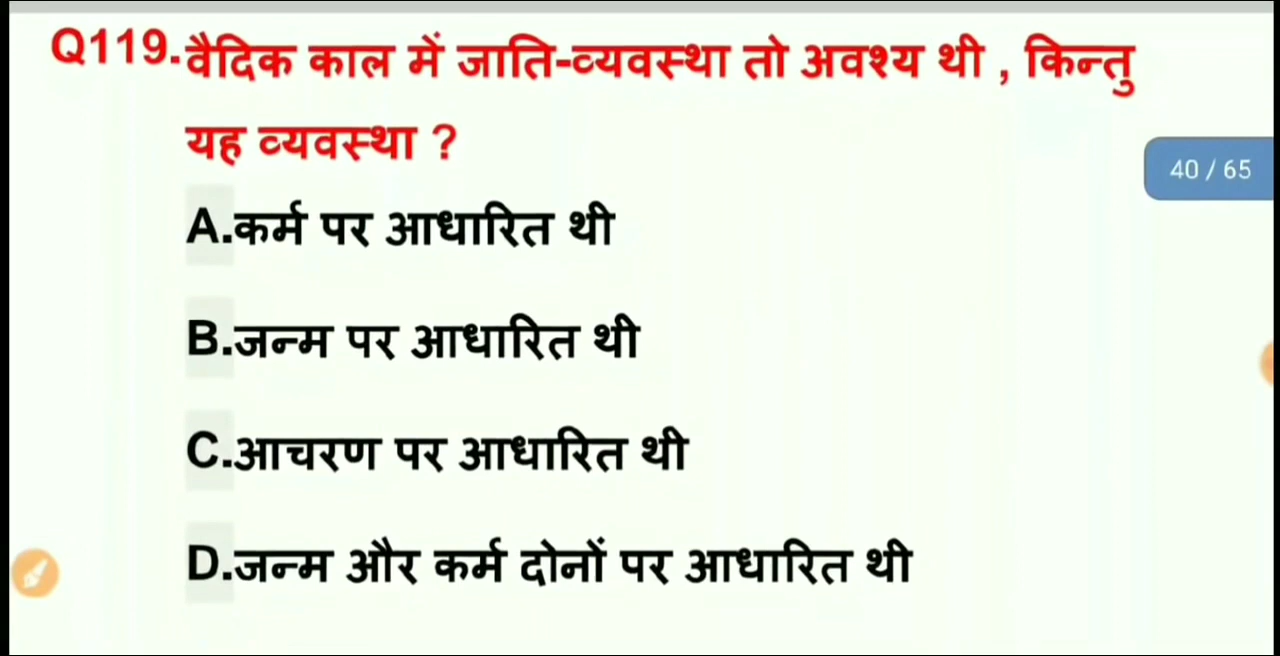 Q119.वैदिक काल में जाति-व्यवस्था तो अवश्य थी , किन्तु
यह व्यवस्था ?
40 / 65
A.कर्म पर आधारित थी
B.जन्म पर आधारित थी
C.आचरण पर आधारित थी
D.जन्म और कर्म दोनों पर आधारित थी